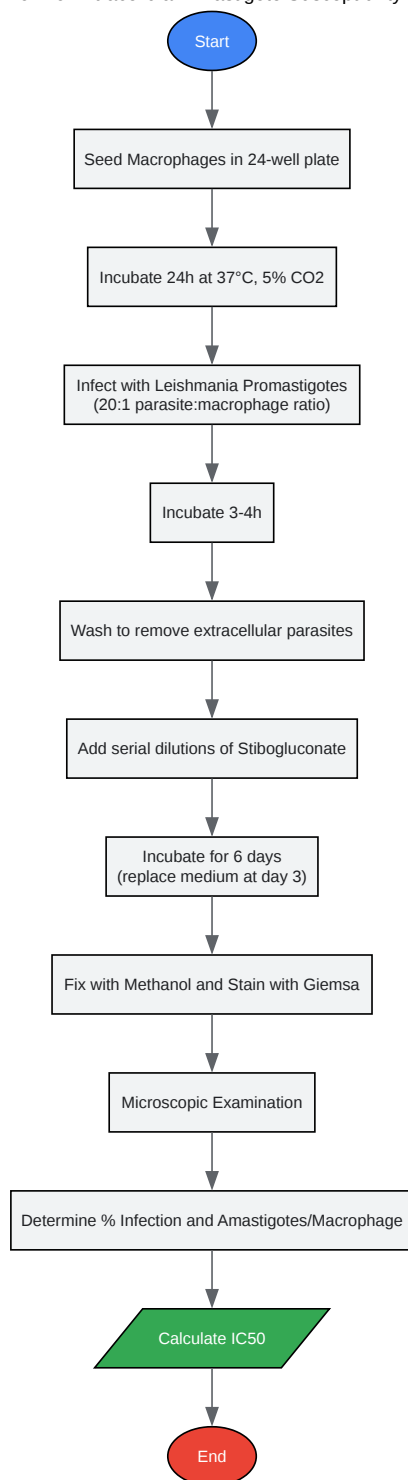 Start
Seed Macrophages in 24-well plate
Incubate 24h at 37°C, 5% CO2
Infect with Leishmania Promastigotes
(20:1 parasite:macrophage ratio)
Incubate 3-4h
Wash to remove extracellular parasites
Add serial dilutions of Stibogluconate
Incubate for 6 days
(replace medium at day 3)
Fix with Methanol and Stain with Giemsa
Microscopic Examination
Determine % Infection and Amastigotes/Macrophage
Calculate IC50
End